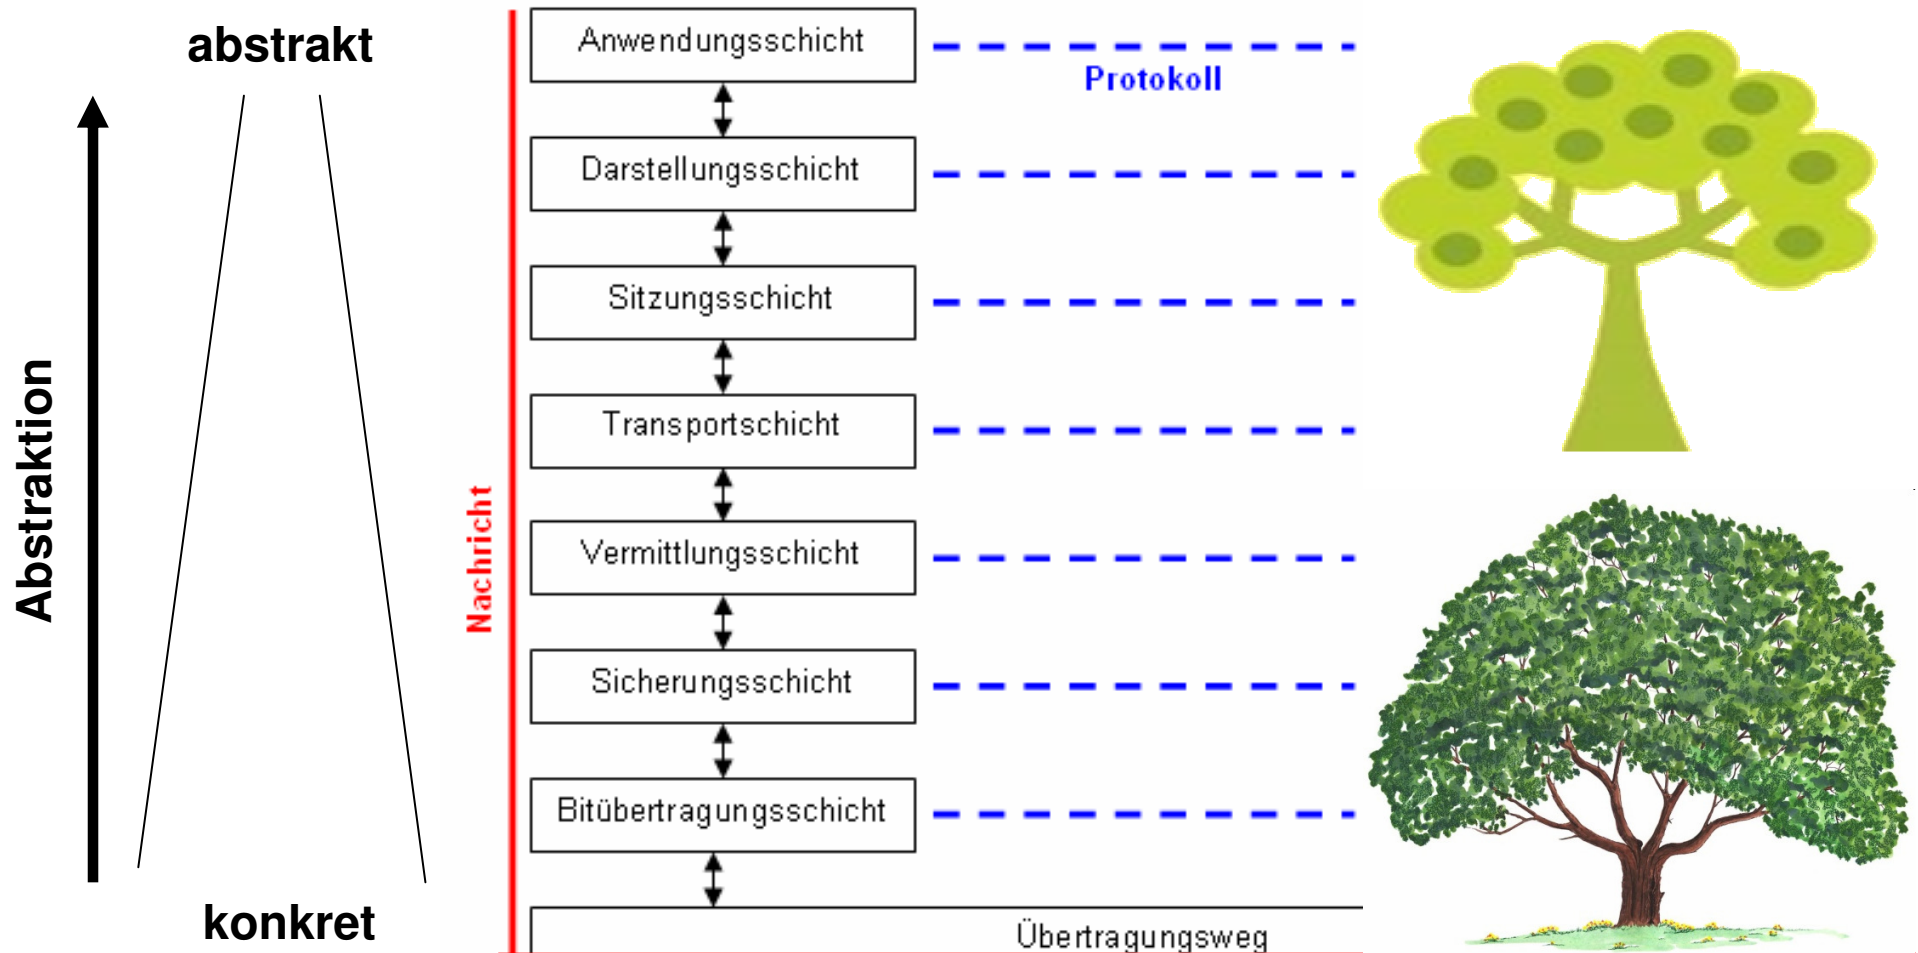 abstrakt
Abstraktion
konkret
Nachricht
Anwendungsschicht
Protokoll
Darstellungsschicht
Sitzungsschicht
Transportschicht
Vermittlungsschicht
Sicherungsschicht
Bitübertragungsschicht
Übertragungsweg